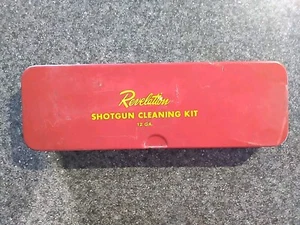 Revelation
SHOTGUN CLEANING KIT
12 GA.